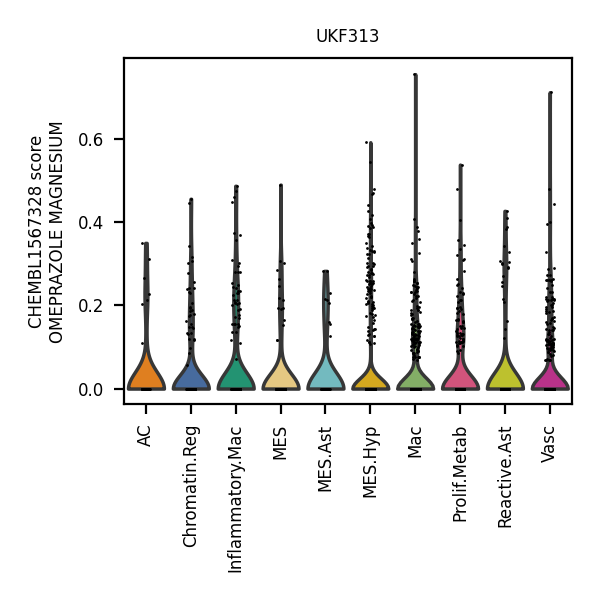 UKF313
CHEMBL1567328 score
OMEPRAZOLE MAGNESIUM
0.6
0.4
0.2
0.0
AC
Chromatin.Reg
Inflammatory.Mac
MES
MES.Ast
MES.Hyp
Mac
Prolif.Metab
Reactive.Ast
Vasc